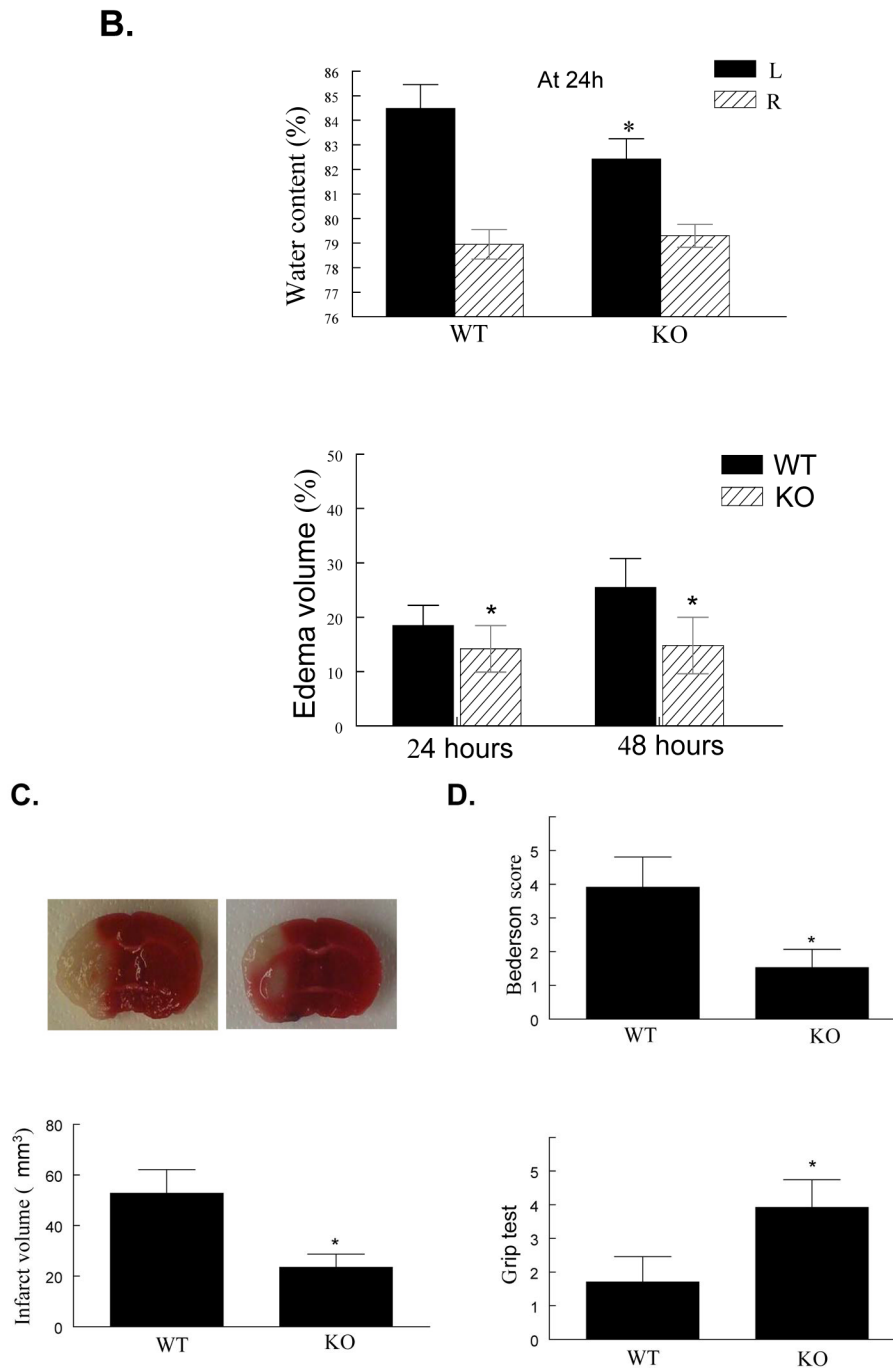 B.
At 24h
L
R
Water content (%)
86
85
84
83
82
81
80
79
78
77
76
*
WT
KO
WT
KO
Edema volume (%)
50
40
30
20
10
0
*
*
24 hours
48 hours
C.
D.
Bederson score
5
4
3
2
1
0
*
WT
KO
Infarct volume ( mm³)
80
60
40
20
0
*
WT
KO
Grip test
5
4
3
2
1
0
*
WT
KO